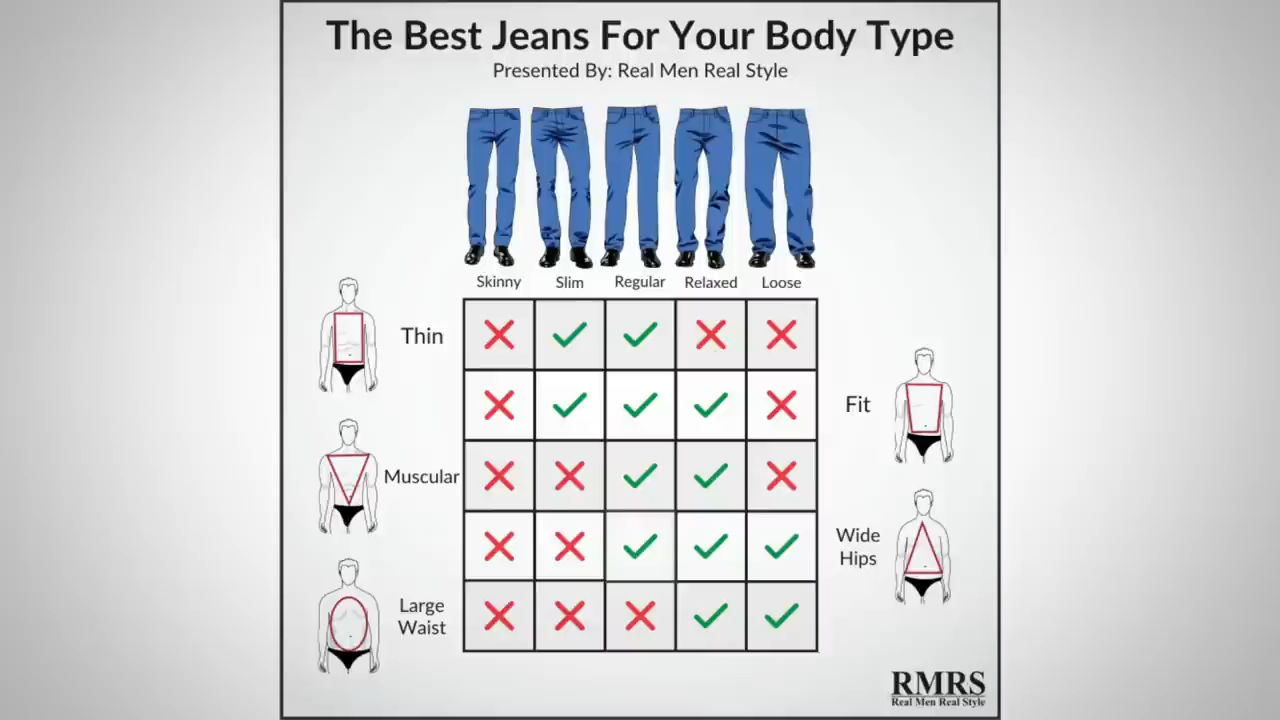 The Best Jeans For Your Body Type
Presented By: Real Men Real Style
Skinny
Slim
Regular
Relaxed
Loose
Thin
Fit
Muscular
Wide
Hips
Large
Waist
RMRS
Real Men Real Style